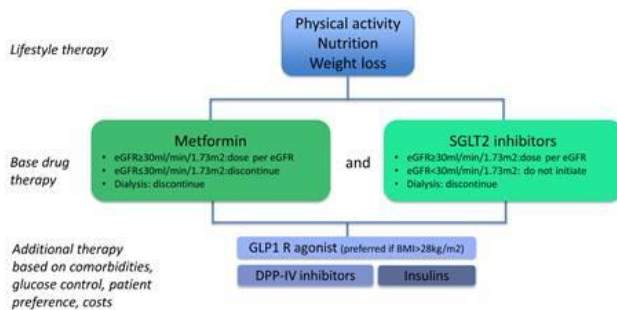 Lifestyle therapy
Physical activity
Nutrition
Weight loss
Base drug
therapy
Metformin
• eGFR≥30ml/min/1.73m2:dose per eGFR
• eGFR≤30ml/min/1.73m2:discontinue
• Dialysis: discontinue
and
SGLT2 inhibitors
• eGFR≥30ml/min/1.73m2:dose per eGFR
• eGFR<30ml/min/1.73m2: do not initiate
• Dialysis: discontinue
Additional therapy
based on comorbidities,
glucose control, patient
preference, costs
GLP1 R agonist (preferred if BMI>28kg/m2)
DPP-IV inhibitors
Insulins